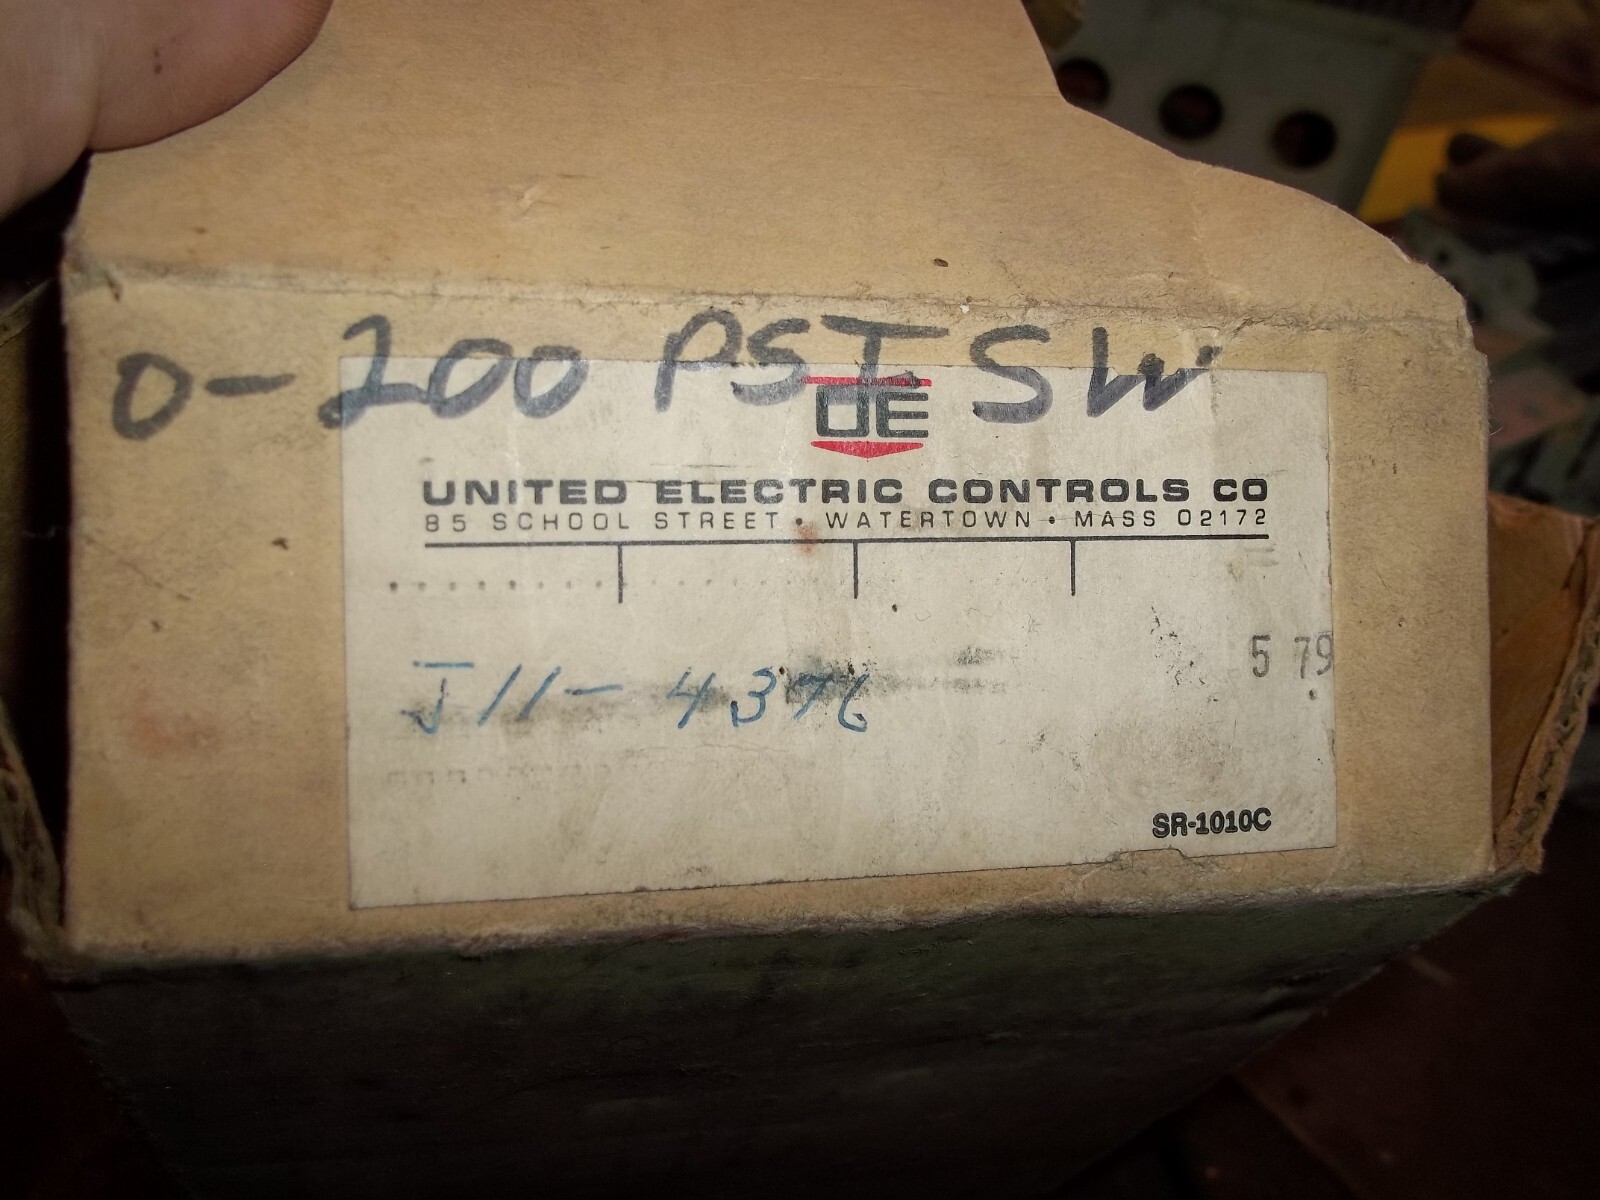 0-200 PSI SW
UE
UNITED ELECTRIC CONTROLS CO
85 SCHOOL STREET • WATERTOWN • MASS 02172
5 79
J11-4376
SR-1010C